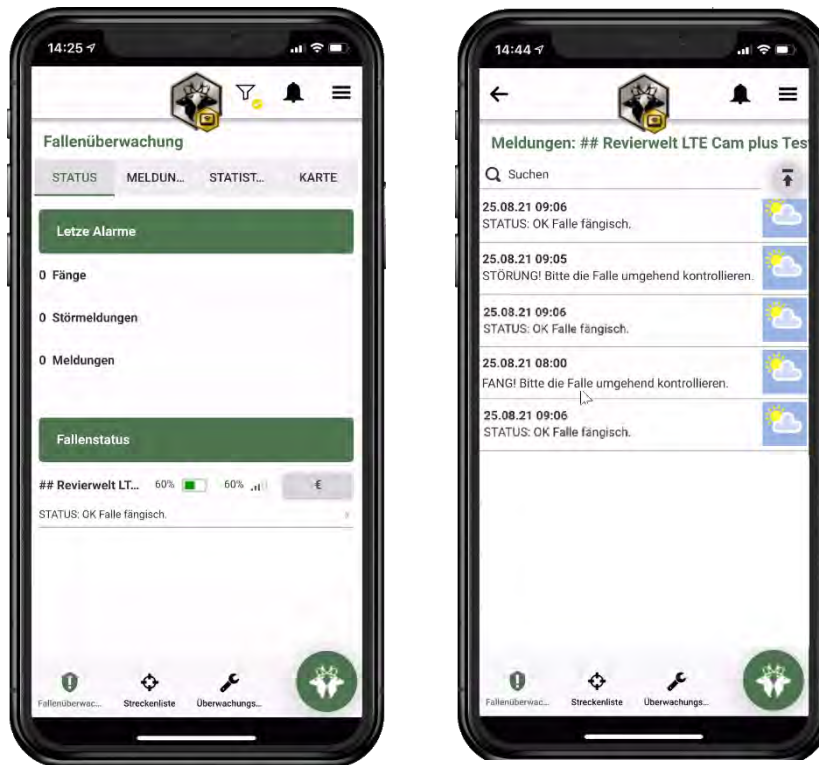 14:25
Fallenüberwachung
STATUS MELDUN... STATIST... KARTE
Letze Alarme
0 Fänge
0 Störmeldungen
0 Meldungen
Fallenstatus
## Revierwelt LT... 60% 60% €
STATUS: OK Falle fängisch.
Fallenüberwac... Streckenliste Überwachungs...
14:44
Meldungen: ## Revierwelt LTE Cam plus Tes
Suchen
25.08.21 09:06
STATUS: OK Falle fängisch.
25.08.21 09:05
STÖRUNG! Bitte die Falle umgehend kontrollieren.
25.08.21 09:06
STATUS: OK Falle fängisch.
25.08.21 08:00
FANG! Bitte die Falle umgehend kontrollieren.
25.08.21 09:06
STATUS: OK Falle fängisch.
Fallenüberwac... Streckenliste Überwachungs...